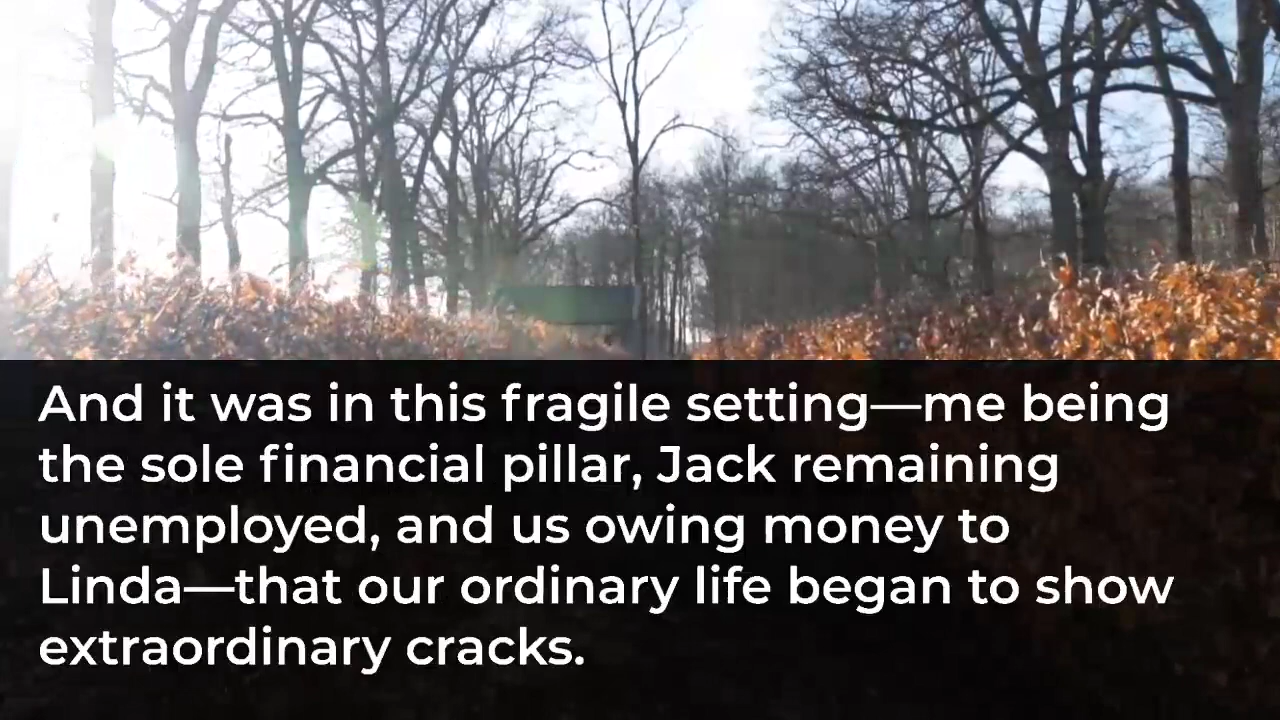 And it was in this fragile setting—me being
the sole financial pillar, Jack remaining
unemployed, and us owing money to
Linda—that our ordinary life began to show
extraordinary cracks.